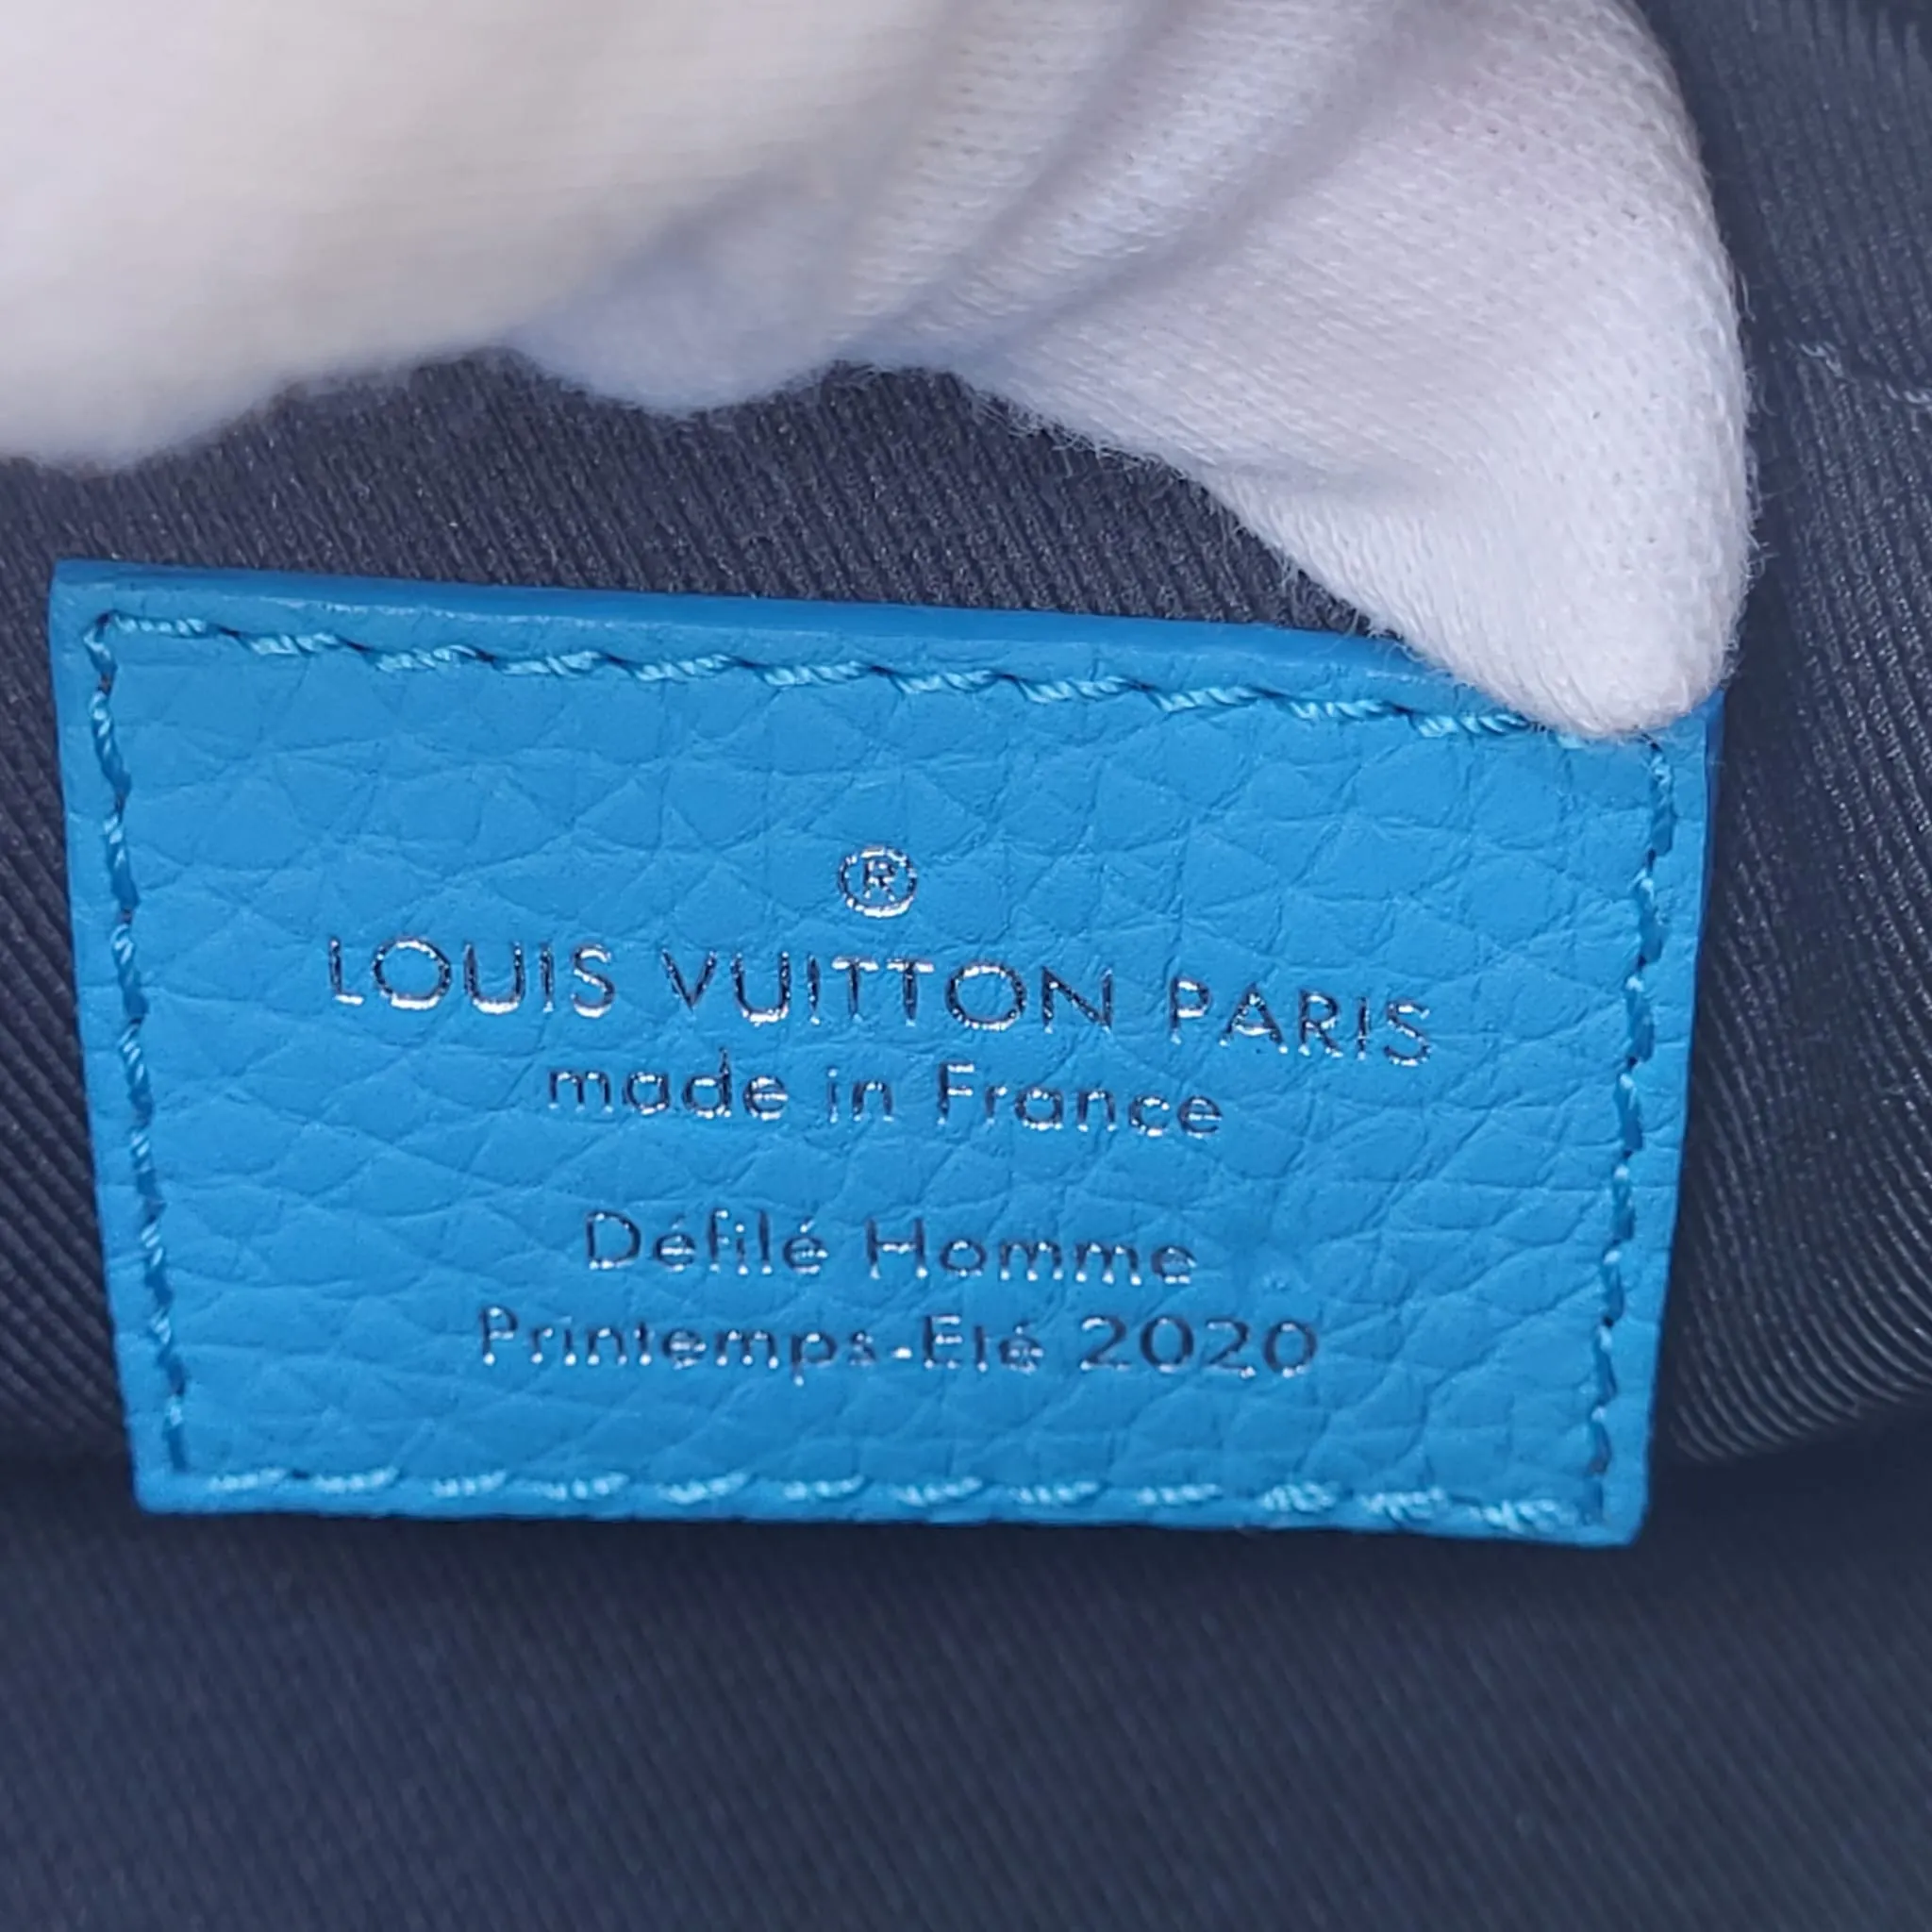 ®
LOUIS VUITTON PARIS
made in France
Défilé Homme
Printemps-Eté 2020